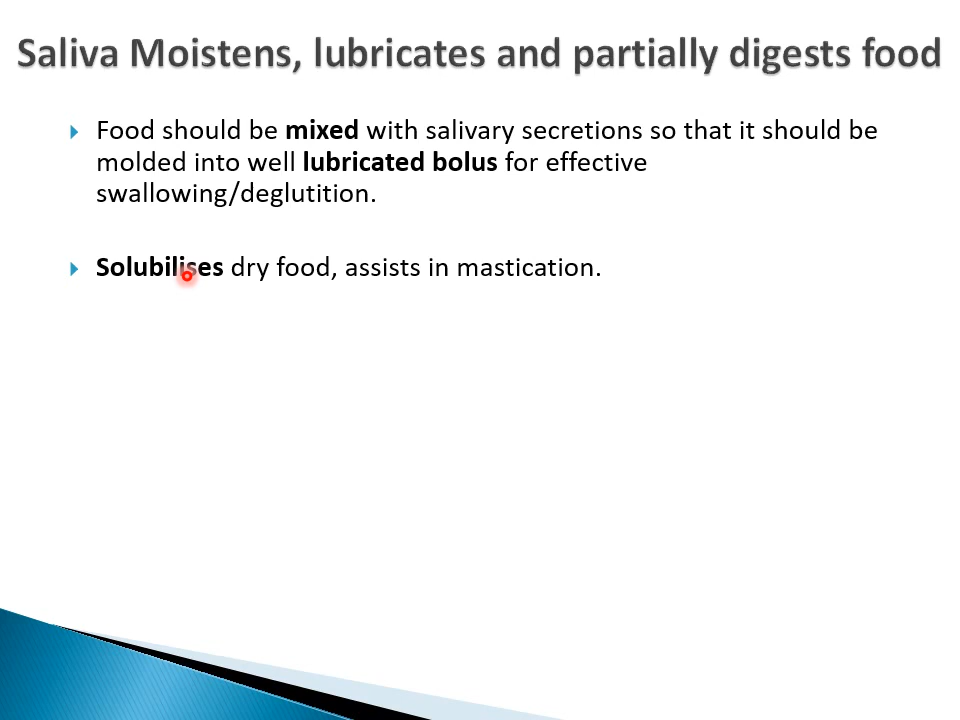 Saliva Moistens, lubricates and partially digests food
Food should be mixed with salivary secretions so that it should be
molded into well lubricated bolus for effective
swallowing/deglutition.
Solubilises dry food, assists in mastication.